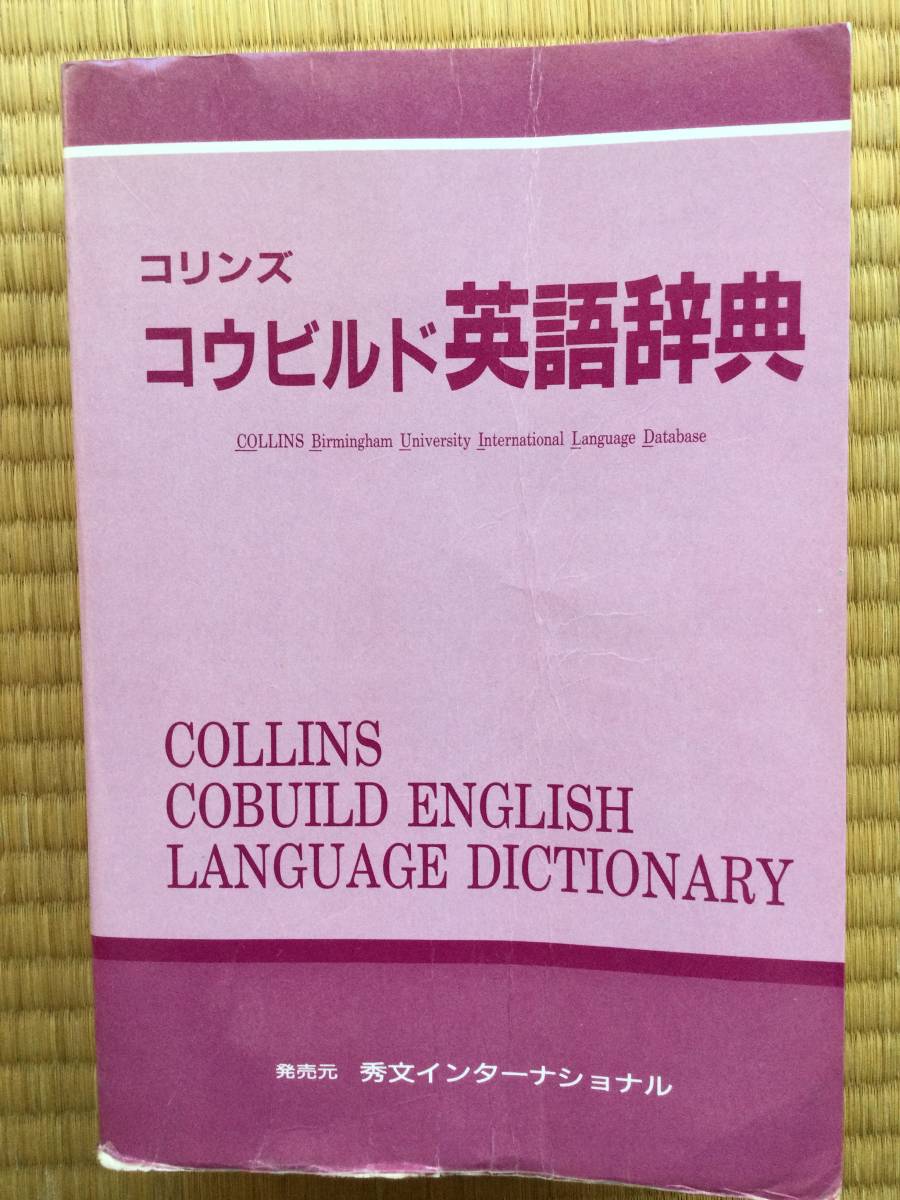 コリンズ
コウビルド英語辞典
COLLINS Birmingham University International Language Database
COLLINS
COBUILD ENGLISH
LANGUAGE DICTIONARY
発売元 秀文インターナショナル